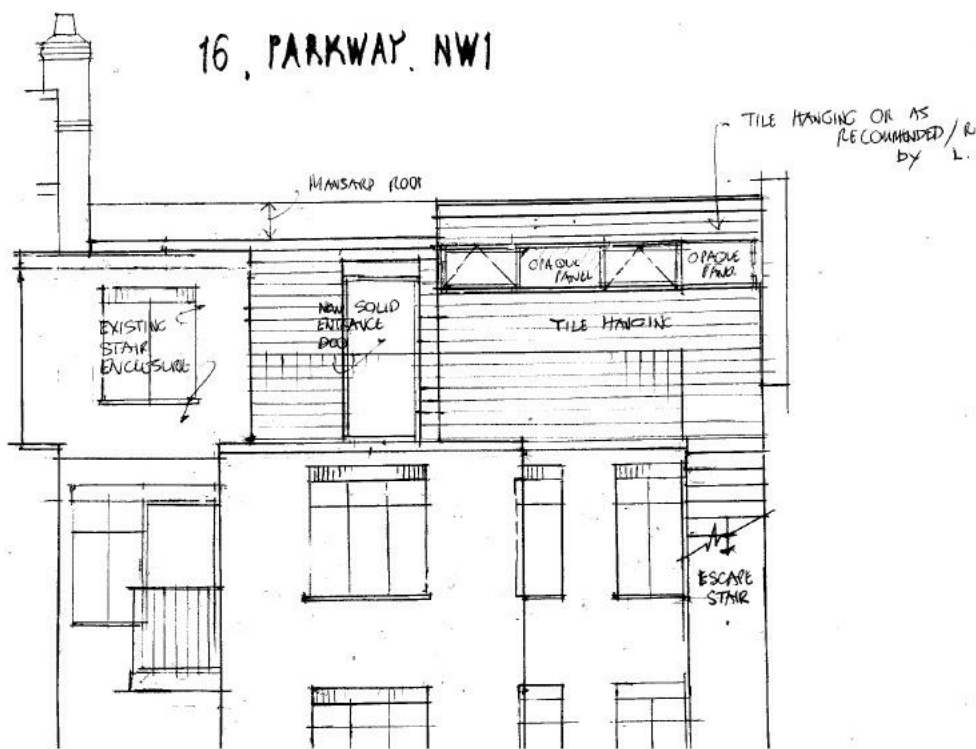 16, PARKWAY. NW1
TILE HANGING OR AS
RECOMMENDED/R
by L.
MANSARD ROOF
OPAQUE
PANEL
OPAQUE
PANEL
EXISTING
STAIR
ENCLOSURE
NEW SOLID
ENTRANCE
DOO
TILE HANGING
ESCAPE
STAIR